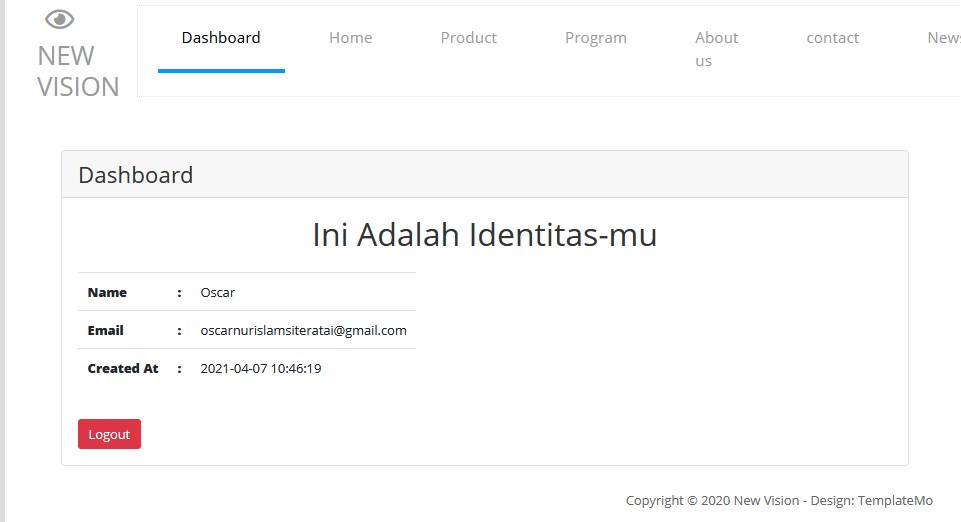 NEW
VISION
Dashboard
Home
Product
Program
About
us
contact
News
Dashboard
Ini Adalah Identitas-mu
Name : Oscar
Email : oscarnurislamsiteratai@gmail.com
Created At : 2021-04-07 10:46:19
Logout
Copyright © 2020 New Vision - Design: TemplateMo